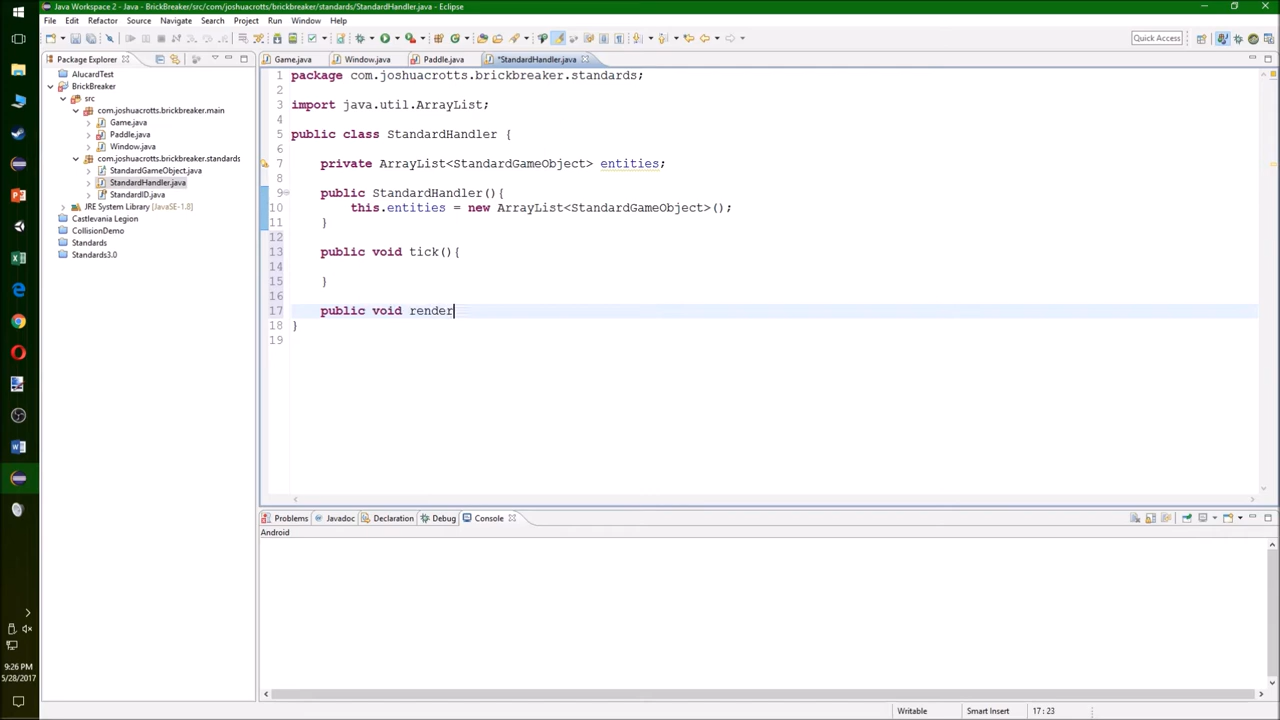 Java Workspace 2 - Java - BrickBreaker/src/com/joshuacrotts/brickbreaker/standards/StandardHandler.java - Eclipse
File Edit Refactor Source Navigate Search Project Run Window Help
Quick Access
Package Explorer
AlucardTest
BrickBreaker
src
com.joshuacrotts.brickbreaker.main
Game.java
Paddle.java
Window.java
com.joshuacrotts.brickbreaker.standards
StandardGameObject.java
StandardHandler.java
StandardID.java
JRE System Library [JavaSE-1.8]
Castlevania Legion
CollisionDemo
Standards
Standards3.0
Game.java Window.java Paddle.java *StandardHandler.java
1 package com.joshuacrotts.brickbreaker.standards;
2
3 import java.util.ArrayList;
4
5 public class StandardHandler {
6
7 private ArrayList<StandardGameObject> entities;
8
9 public StandardHandler(){
10 this.entities = new ArrayList<StandardGameObject>();
11 }
12
13 public void tick(){
14
15 }
16
17 public void render
18 }
19
Problems Javadoc Declaration Debug Console
Android
Writable Smart Insert 17 : 23
9:26 PM
5/28/2017